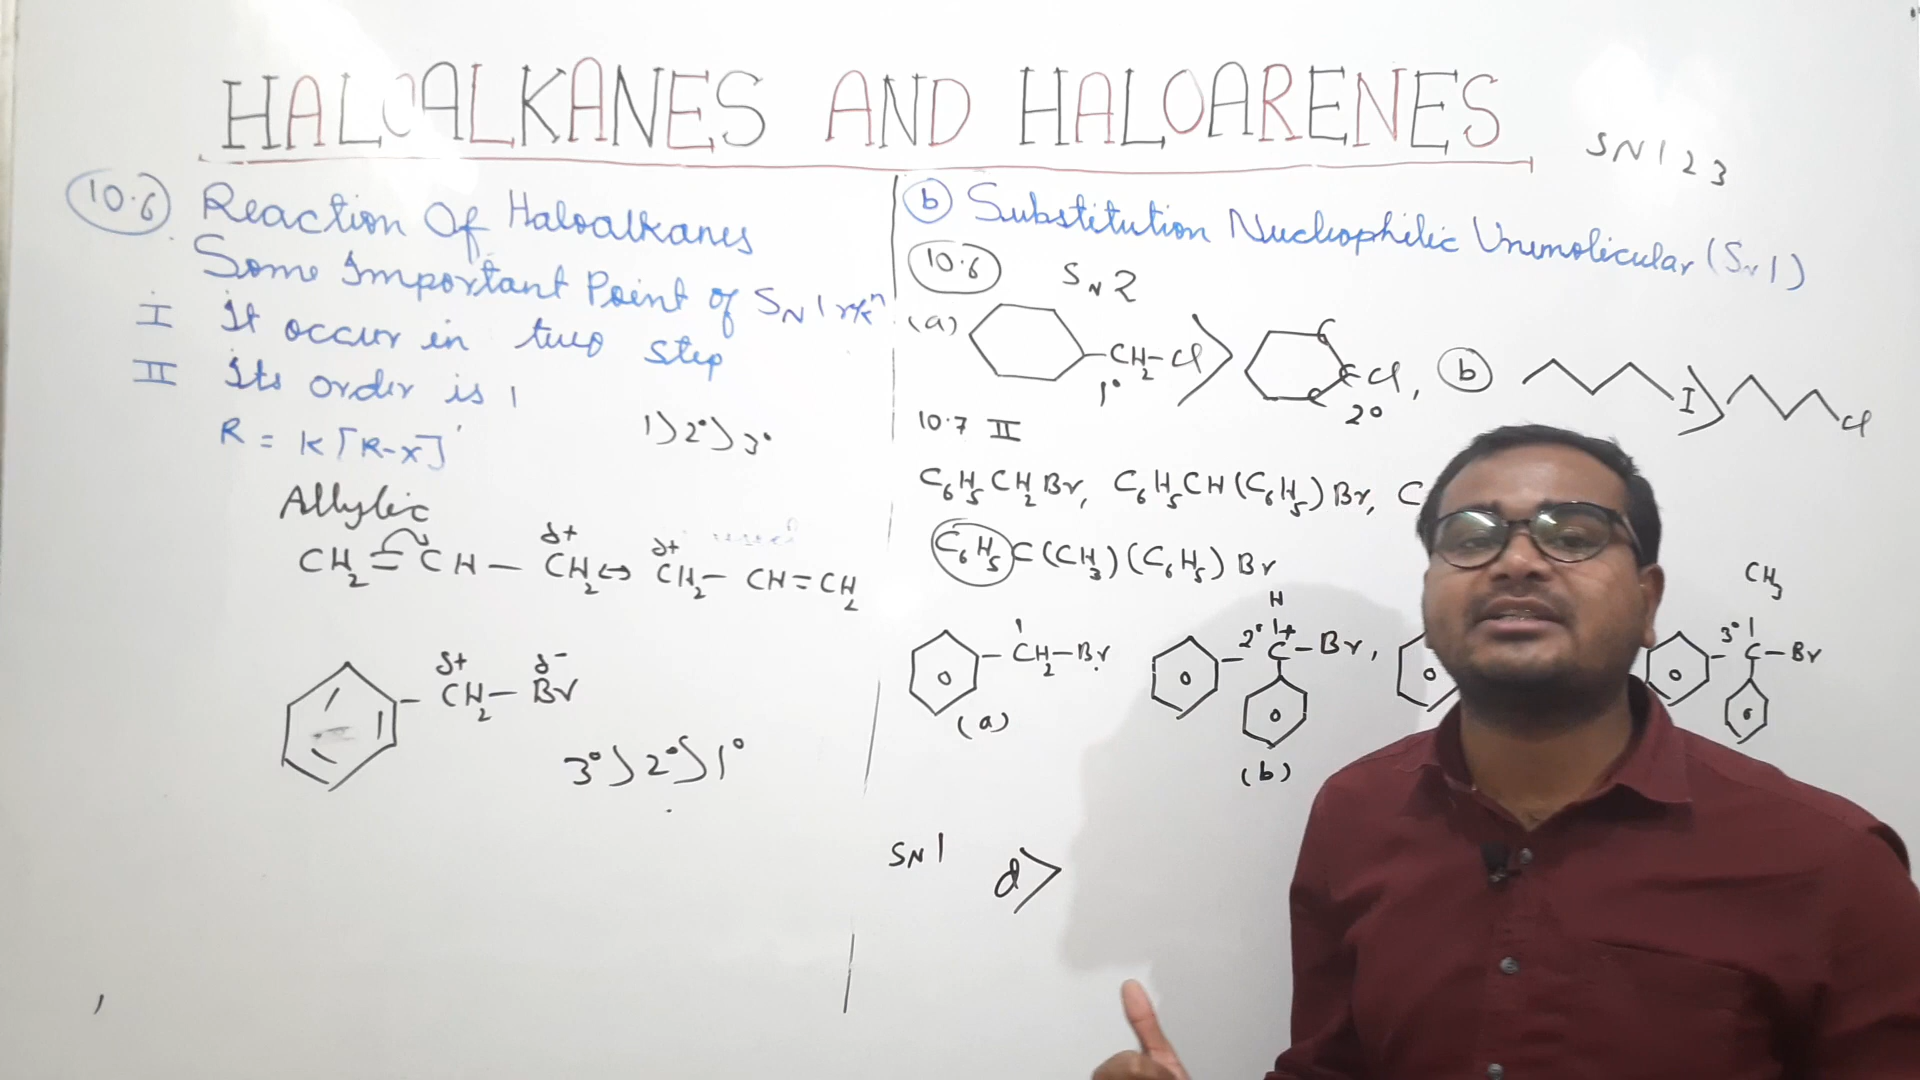 HALOALKANES AND HALOARENES
SN 1 2 3
10.6 Reaction Of Haloalkanes
Some Important Point of SN1 rxn
I It occur in two step
II Its order is 1
R = K[R-X]'
1>2°>3°
Allylic
CH2=CH-CH2 ↔ CH2-CH=CH2
δ+ δ+
δ+ δ-
CH2-Br
3°>2°>1°
(b) Substitution Nucleophilic Unimolecular (SN1)
10.6 SN2
(a) CH2-Cl > Cl, (b) I > Cl
1° 2°
10.7 II
C6H5CH2Br, C6H5CH(C6H5)Br, C
C6H5C(CH3)(C6H5)Br
H CH3
CH2-Br 2° C-Br, 3° C-Br
+
(a) (b)
SN1 d>